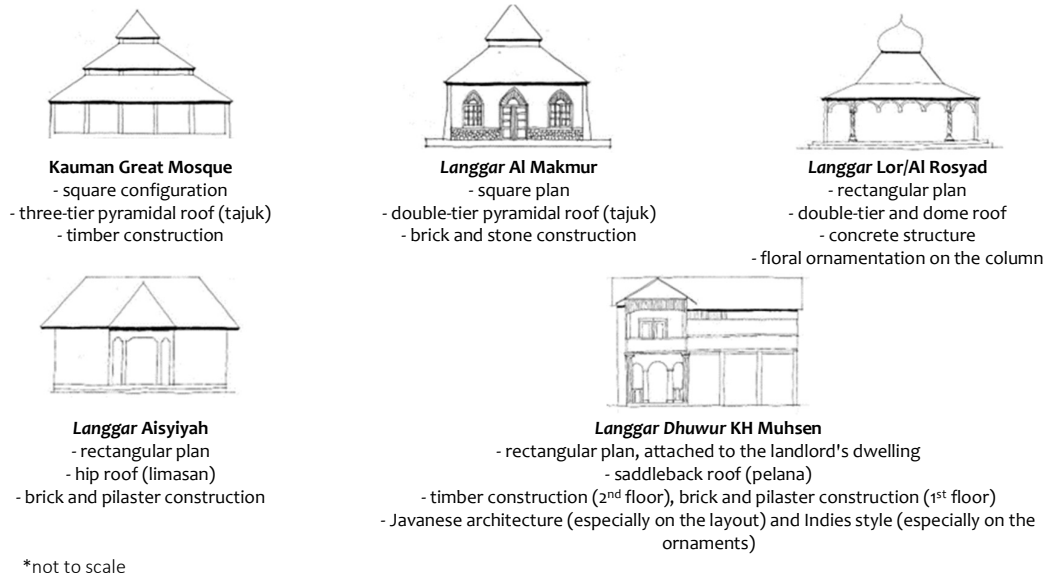 Kauman Great Mosque
- square configuration
- three-tier pyramidal roof (tajuk)
- timber construction
Langgar Al Makmur
- square plan
- double-tier pyramidal roof (tajuk)
- brick and stone construction
Langgar Lor/Al Rosyad
- rectangular plan
- double-tier and dome roof
- concrete structure
- floral ornamentation on the column
Langgar Aisyiyah
- rectangular plan
- hip roof (limasan)
- brick and pilaster construction
Langgar Dhuwur KH Muhsen
- rectangular plan, attached to the landlord's dwelling
- saddleback roof (pelana)
- timber construction (2nd floor), brick and pilaster construction (1st floor)
- Javanese architecture (especially on the layout) and Indies style (especially on the
ornaments)
*not to scale